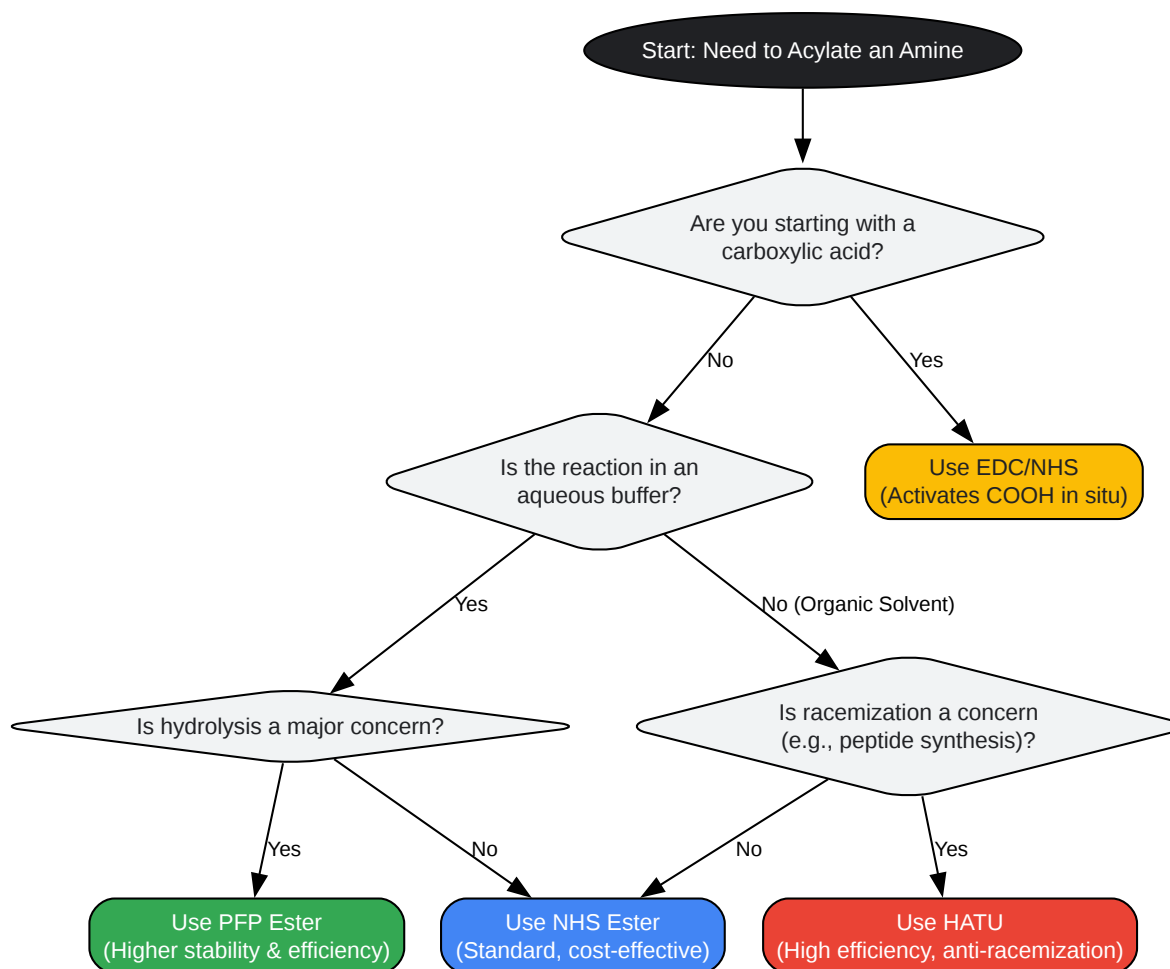 Start: Need to Acylate an Amine
Are you starting with a
carboxylic acid?
No
Yes
Is the reaction in an
aqueous buffer?
Use EDC/NHS
(Activates COOH in situ)
Yes
No (Organic Solvent)
Is hydrolysis a major concern?
Is racemization a concern
(e.g., peptide synthesis)?
Yes
No
No
Yes
Use PFP Ester
(Higher stability & efficiency)
Use NHS Ester
(Standard, cost-effective)
Use HATU
(High efficiency, anti-racemization)